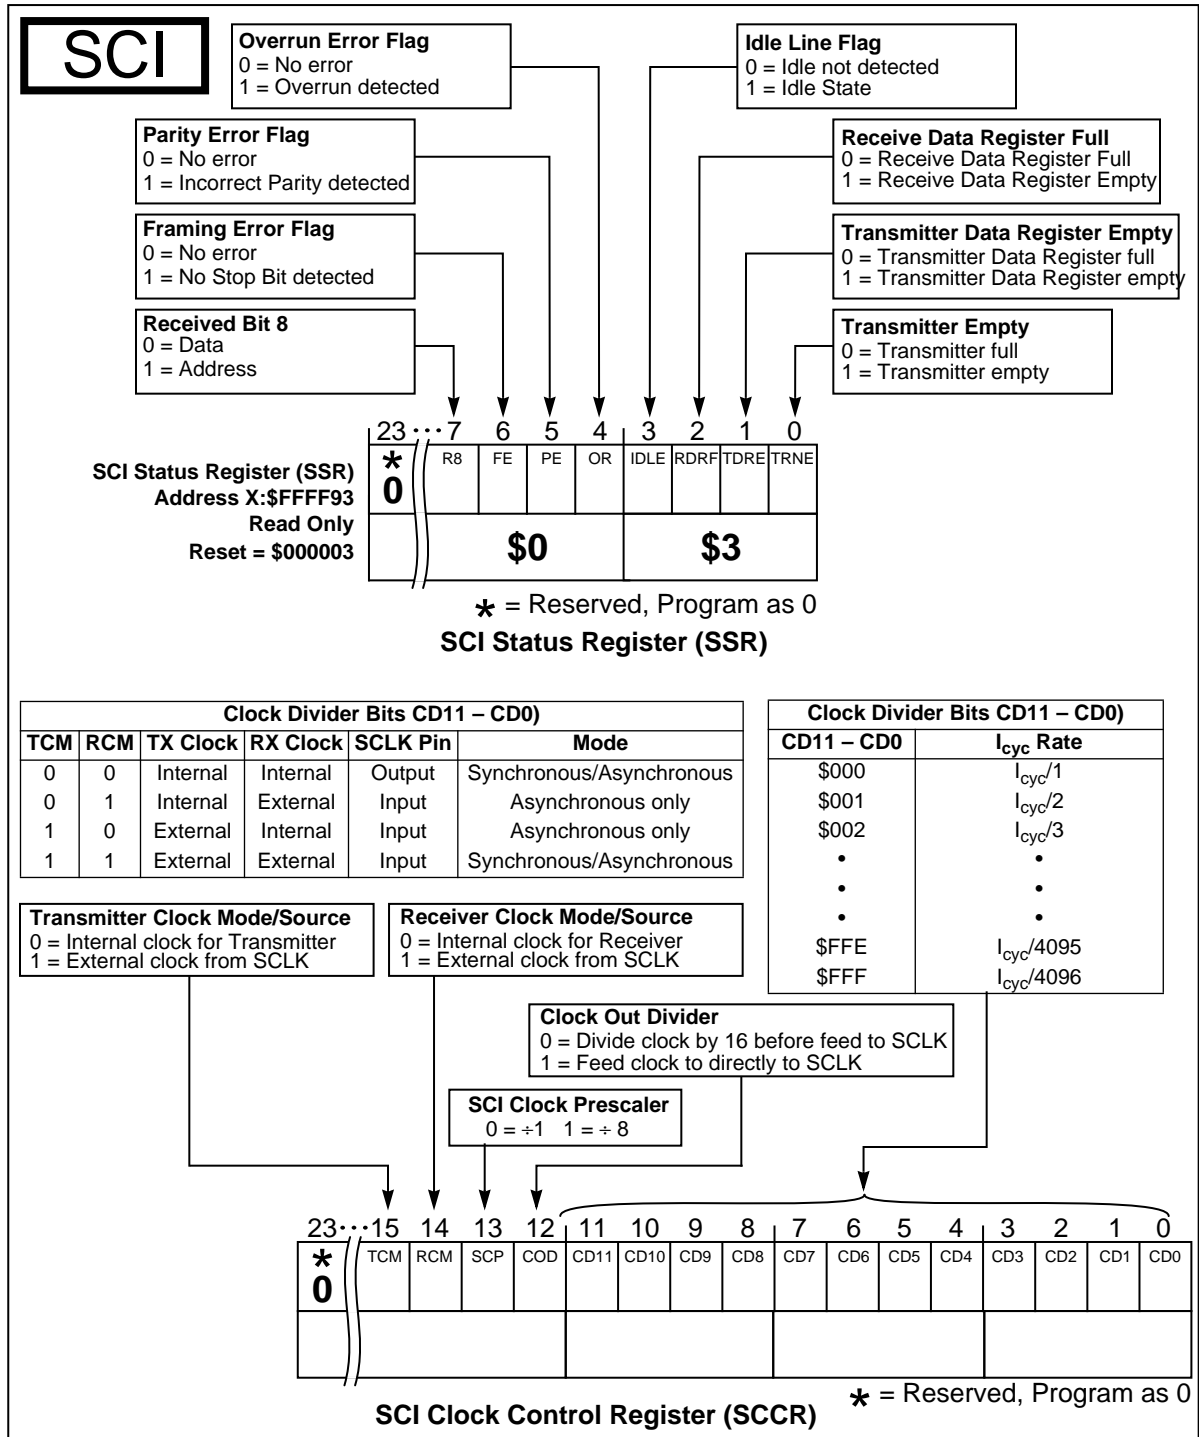 SCI
Overrun Error Flag
0 = No error
1 = Overrun detected
Idle Line Flag
0 = Idle not detected
1 = Idle State
Parity Error Flag
0 = No error
1 = Incorrect Parity detected
Receive Data Register Full
0 = Receive Data Register Full
1 = Receive Data Register Empty
Framing Error Flag
0 = No error
1 = No Stop Bit detected
Transmitter Data Register Empty
0 = Transmitter Data Register full
1 = Transmitter Data Register empty
Received Bit 8
0 = Data
1 = Address
Transmitter Empty
0 = Transmitter full
1 = Transmitter empty
23 ••• 7 6 5 4 3 2 1 0
* R8 FE PE OR IDLE RDRF TDRE TRNE
0
SCI Status Register (SSR)
Address X:$FFFF93
Read Only
Reset = $000003
$0 $3
* = Reserved, Program as 0
SCI Status Register (SSR)
Clock Divider Bits CD11 – CD0)
TCM RCM TX Clock RX Clock SCLK Pin Mode
0 0 Internal Internal Output Synchronous/Asynchronous
0 1 Internal External Input Asynchronous only
1 0 External Internal Input Asynchronous only
1 1 External External Input Synchronous/Asynchronous
Clock Divider Bits CD11 – CD0)
CD11 – CD0 Icyc Rate
$000 Icyc/1
$001 Icyc/2
$002 Icyc/3
• •
• •
• •
$FFE Icyc/4095
$FFF Icyc/4096
Transmitter Clock Mode/Source
0 = Internal clock for Transmitter
1 = External clock from SCLK
Receiver Clock Mode/Source
0 = Internal clock for Receiver
1 = External clock from SCLK
Clock Out Divider
0 = Divide clock by 16 before feed to SCLK
1 = Feed clock to directly to SCLK
SCI Clock Prescaler
0 = ÷1 1 = ÷ 8
23 ••• 15 14 13 12 11 10 9 8 7 6 5 4 3 2 1 0
* TCM RCM SCP COD CD11 CD10 CD9 CD8 CD7 CD6 CD5 CD4 CD3 CD2 CD1 CD0
0
* = Reserved, Program as 0
SCI Clock Control Register (SCCR)